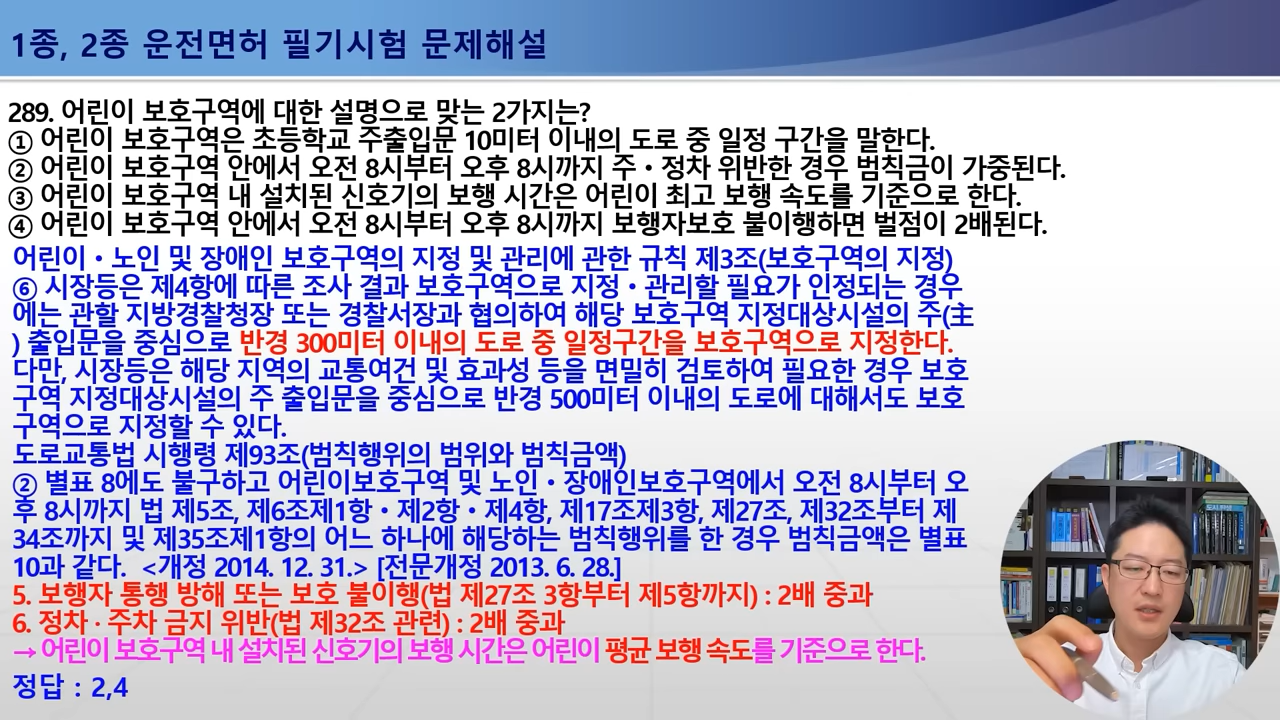 1종, 2종 운전면허 필기시험 문제해설
289. 어린이 보호구역에 대한 설명으로 맞는 2가지는?
① 어린이 보호구역은 초등학교 주출입문 10미터 이내의 도로 중 일정 구간을 말한다.
② 어린이 보호구역 안에서 오전 8시부터 오후 8시까지 주·정차 위반한 경우 범칙금이 가중된다.
③ 어린이 보호구역 내 설치된 신호기의 보행 시간은 어린이 최고 보행 속도를 기준으로 한다.
④ 어린이 보호구역 안에서 오전 8시부터 오후 8시까지 보행자보호 불이행하면 벌점이 2배된다.
어린이·노인 및 장애인 보호구역의 지정 및 관리에 관한 규칙 제3조(보호구역의 지정)
⑥ 시장등은 제4항에 따른 조사 결과 보호구역으로 지정·관리할 필요가 인정되는 경우
에는 관할 지방경찰청장 또는 경찰서장과 협의하여 해당 보호구역 지정대상시설의 주(主
) 출입문을 중심으로 반경 300미터 이내의 도로 중 일정구간을 보호구역으로 지정한다.
다만, 시장등은 해당 지역의 교통여건 및 효과성 등을 면밀히 검토하여 필요한 경우 보호
구역 지정대상시설의 주 출입문을 중심으로 반경 500미터 이내의 도로에 대해서도 보호
구역으로 지정할 수 있다.
도로교통법 시행령 제93조(범칙행위의 범위와 범칙금액)
② 별표 8에도 불구하고 어린이보호구역 및 노인·장애인보호구역에서 오전 8시부터 오
후 8시까지 법 제5조, 제6조제1항·제2항·제4항, 제17조제3항, 제27조, 제32조부터 제
34조까지 및 제35조제1항의 어느 하나에 해당하는 범칙행위를 한 경우 범칙금액은 별표
10과 같다. <개정 2014. 12. 31.> [전문개정 2013. 6. 28.]
5. 보행자 통행 방해 또는 보호 불이행(법 제27조 3항부터 제5항까지) : 2배 중과
6. 정차·주차 금지 위반(법 제32조 관련) : 2배 중과
→ 어린이 보호구역 내 설치된 신호기의 보행 시간은 어린이 평균 보행 속도를 기준으로 한다.
정답 : 2,4